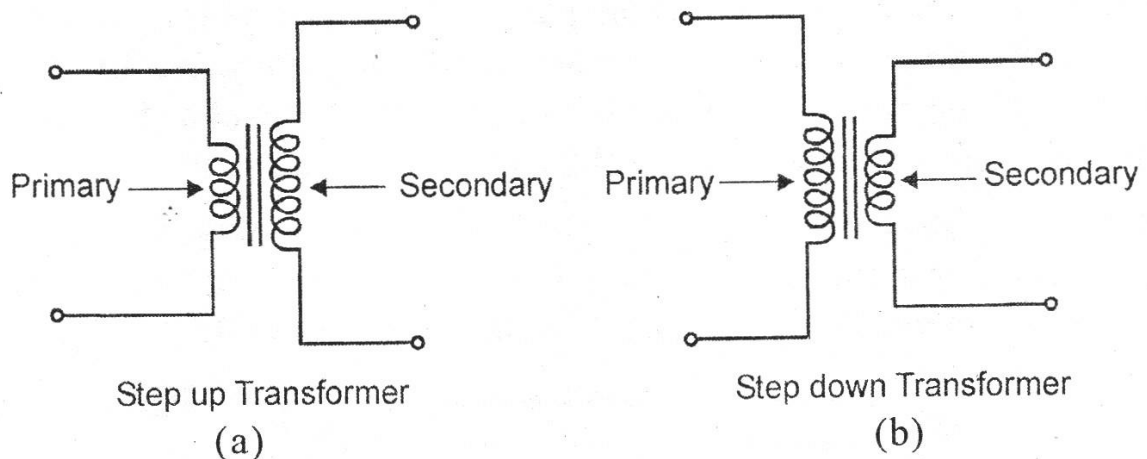 Primary
Secondary
Step up Transformer
(a)
Primary
Secondary
Step down Transformer
(b)